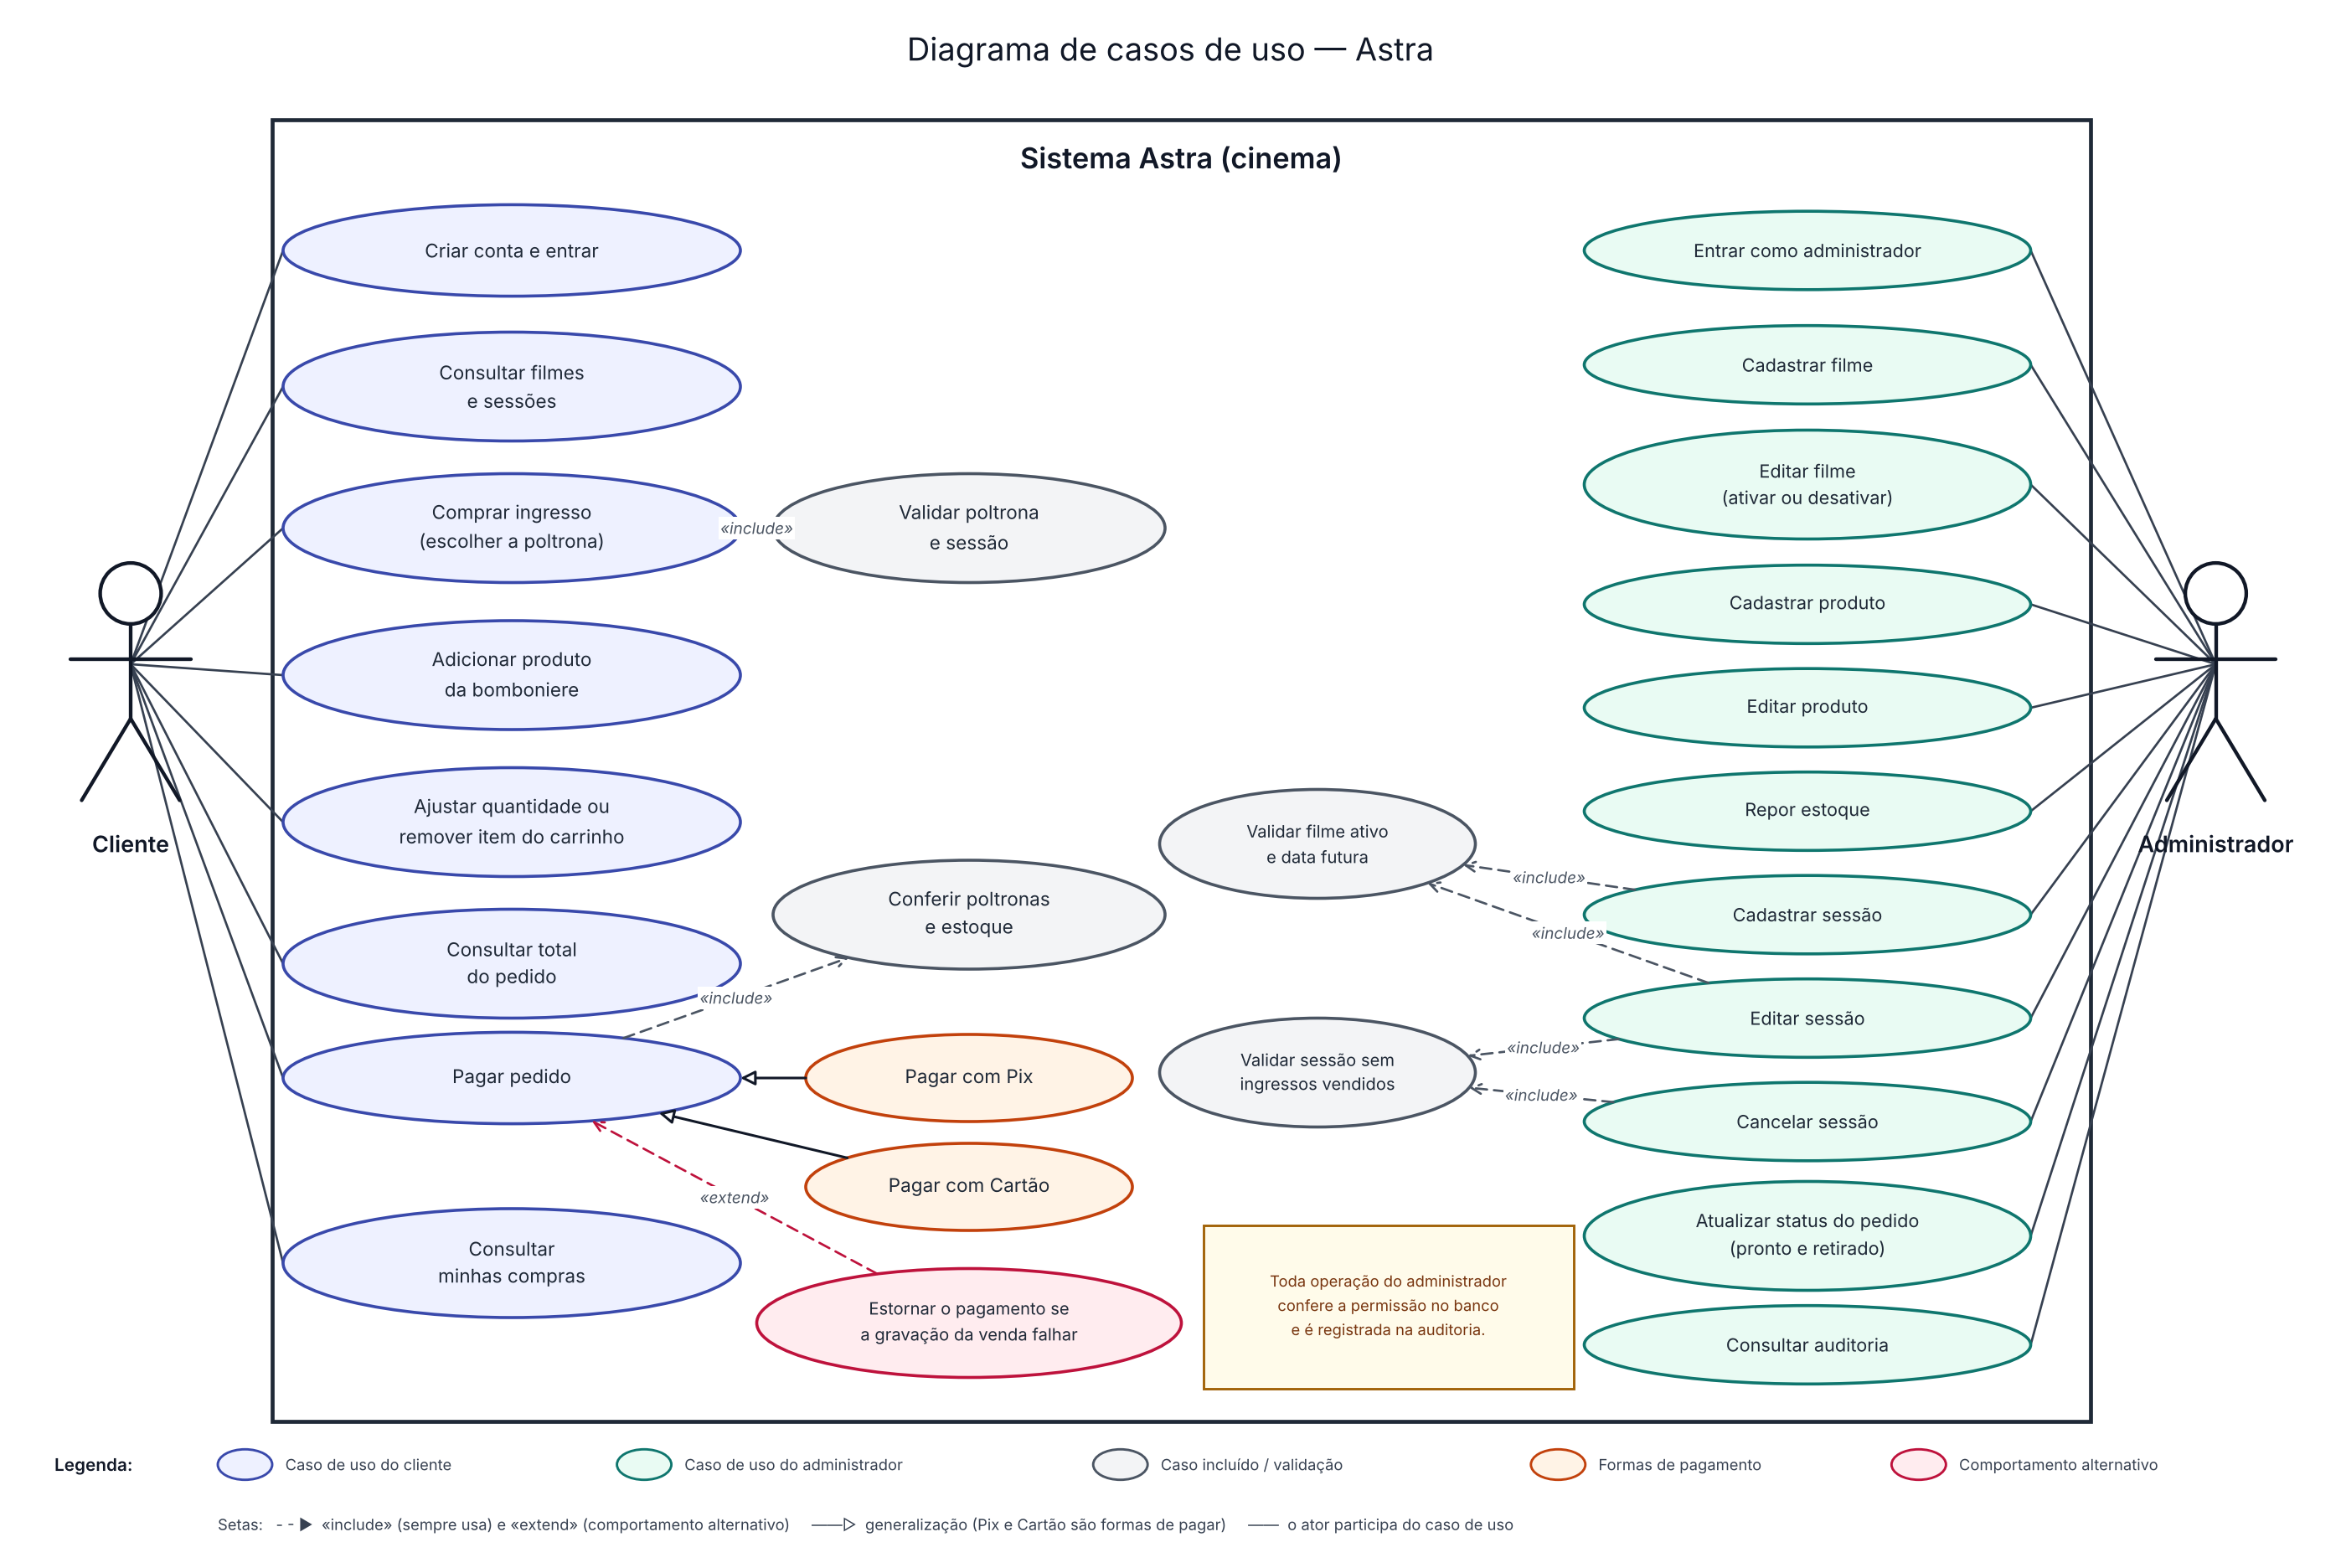 Diagrama de casos de uso — Astra
Sistema Astra (cinema)
Criar conta e entrar
Consultar filmes
e sessões
Comprar ingresso
(escolher a poltrona)
«include»
Validar poltrona
e sessão
Adicionar produto
da bomboniere
Ajustar quantidade ou
remover item do carrinho
Cliente
Consultar total
do pedido
Conferir poltronas
e estoque
«include»
Pagar pedido
Pagar com Pix
Pagar com Cartão
«extend»
Consultar
minhas compras
Estornar o pagamento se
a gravação da venda falhar
Validar filme ativo
e data futura
«include»
«include»
Validar sessão sem
ingressos vendidos
«include»
«include»
Toda operação do administrador
confere a permissão no banco
e é registrada na auditoria.
Entrar como administrador
Cadastrar filme
Editar filme
(ativar ou desativar)
Cadastrar produto
Editar produto
Repor estoque
Administrador
Cadastrar sessão
Editar sessão
Cancelar sessão
Atualizar status do pedido
(pronto e retirado)
Consultar auditoria
Legenda:
Caso de uso do cliente
Caso de uso do administrador
Caso incluído / validação
Formas de pagamento
Comportamento alternativo
Setas:
«include» (sempre usa) e «extend» (comportamento alternativo)
generalização (Pix e Cartão são formas de pagar)
o ator participa do caso de uso